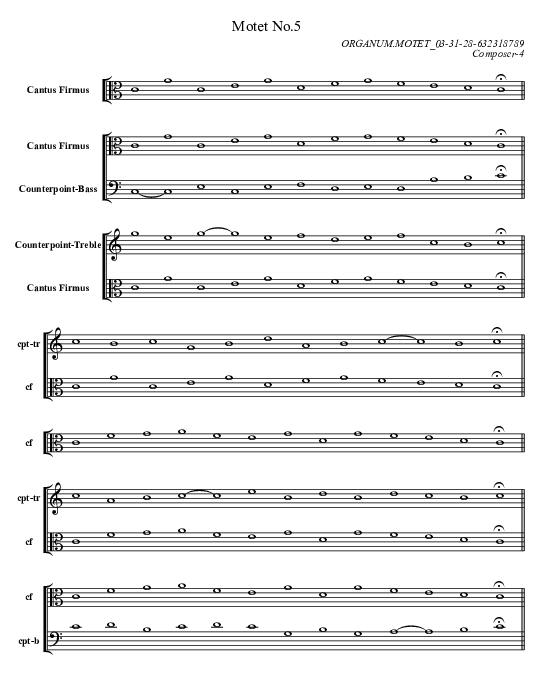 Motet No.5
ORGANUM.MOTET_03-31-28-632318789
Composer-4
Cantus Firmus
Cantus Firmus
Counterpoint-Bass
Counterpoint-Treble
Cantus Firmus
cpt-tr
cf
cf
cpt-tr
cf
cf
cpt-b